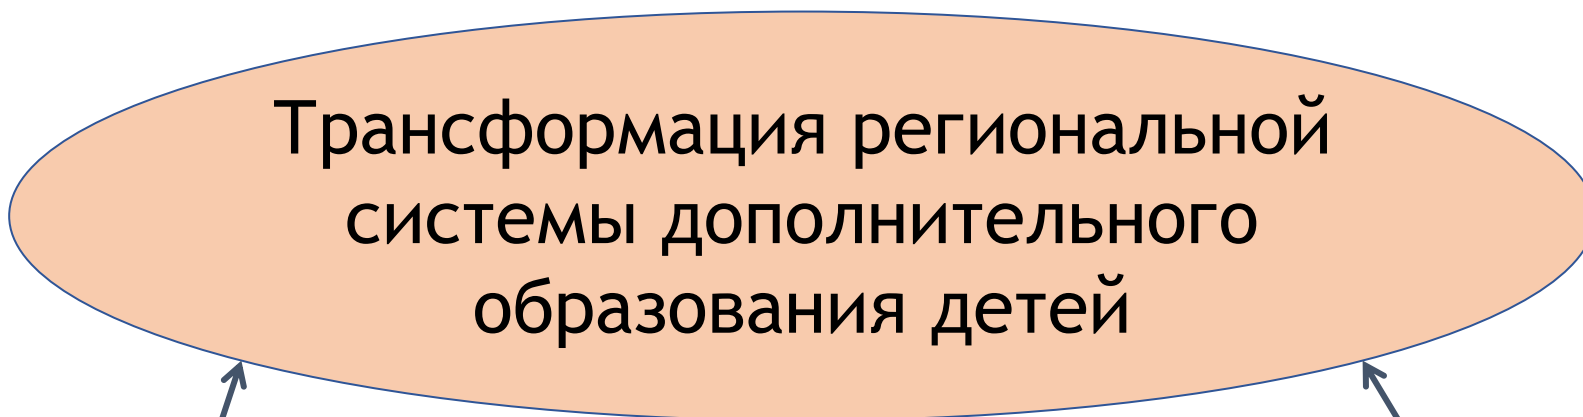 Трансформация региональной
системы дополнительного
образования детей